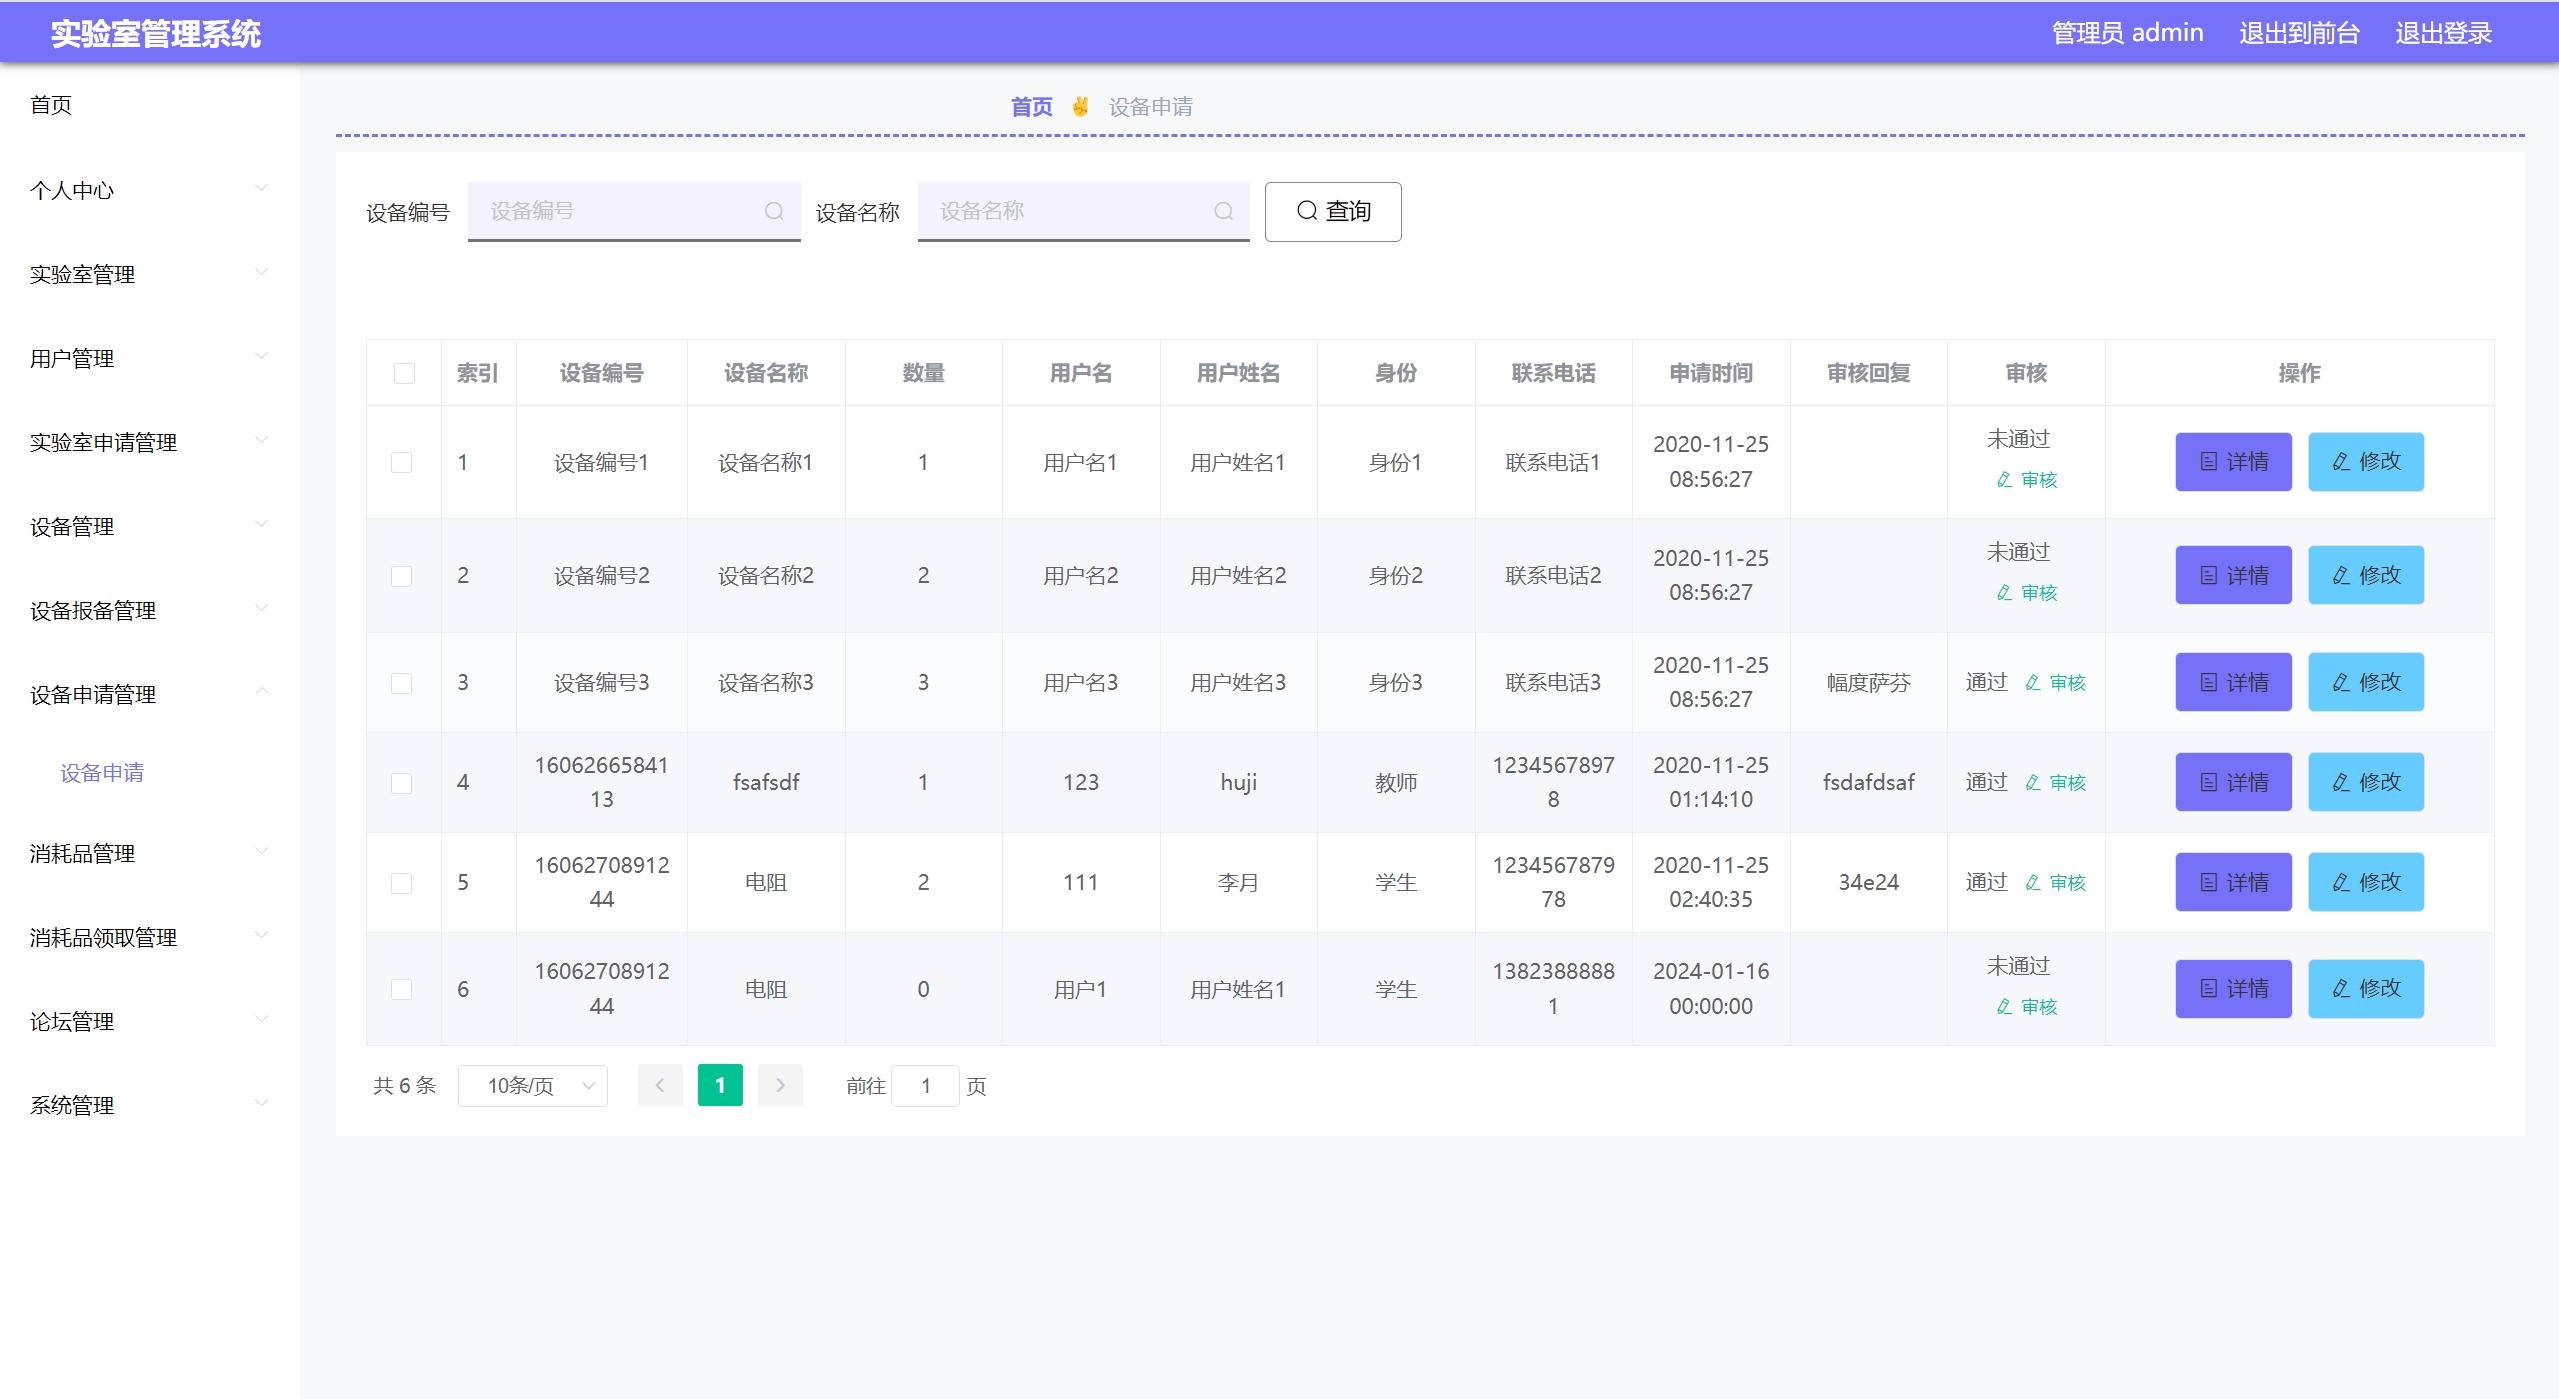 实验室管理系统 管理员 admin 退出到前台 退出登录
首页
个人中心
实验室管理
用户管理
实验室申请管理
设备管理
设备报备管理
设备申请管理
设备申请
消耗品管理
消耗品领取管理
论坛管理
系统管理
首页 设备申请
设备编号 设备编号 设备名称 设备名称 查询
索引 设备编号 设备名称 数量 用户名 用户姓名 身份 联系电话 申请时间 审核回复 审核 操作
1 设备编号1 设备名称1 1 用户名1 用户姓名1 身份1 联系电话1 2020-11-25 08:56:27 未通过 审核 详情 修改
2 设备编号2 设备名称2 2 用户名2 用户姓名2 身份2 联系电话2 2020-11-25 08:56:27 未通过 审核 详情 修改
3 设备编号3 设备名称3 3 用户名3 用户姓名3 身份3 联系电话3 2020-11-25 08:56:27 幅度萨芬 通过 审核 详情 修改
4 1606266584113 fsafsdf 1 123 huji 教师 12345678978 2020-11-25 01:14:10 fsdafdsaf 通过 审核 详情 修改
5 1606270891244 电阻 2 111 李月 学生 123456787978 2020-11-25 02:40:35 34e24 通过 审核 详情 修改
6 1606270891244 电阻 0 用户1 用户姓名1 学生 13823888881 2024-01-16 00:00:00 未通过 审核 详情 修改
共 6 条 10条/页 1 前往 1 页